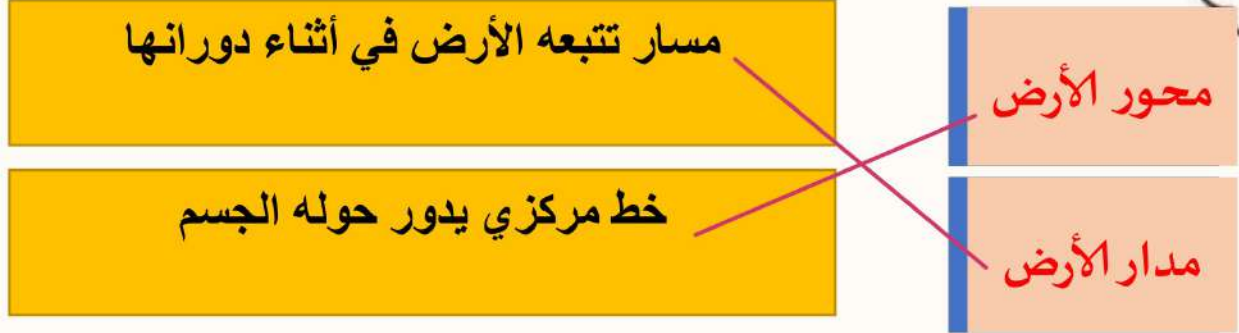 محور الأرض
مسار تتبعه الأرض في أثناء دورانها
مدار الأرض
خط مركزي يدور حوله الجسم